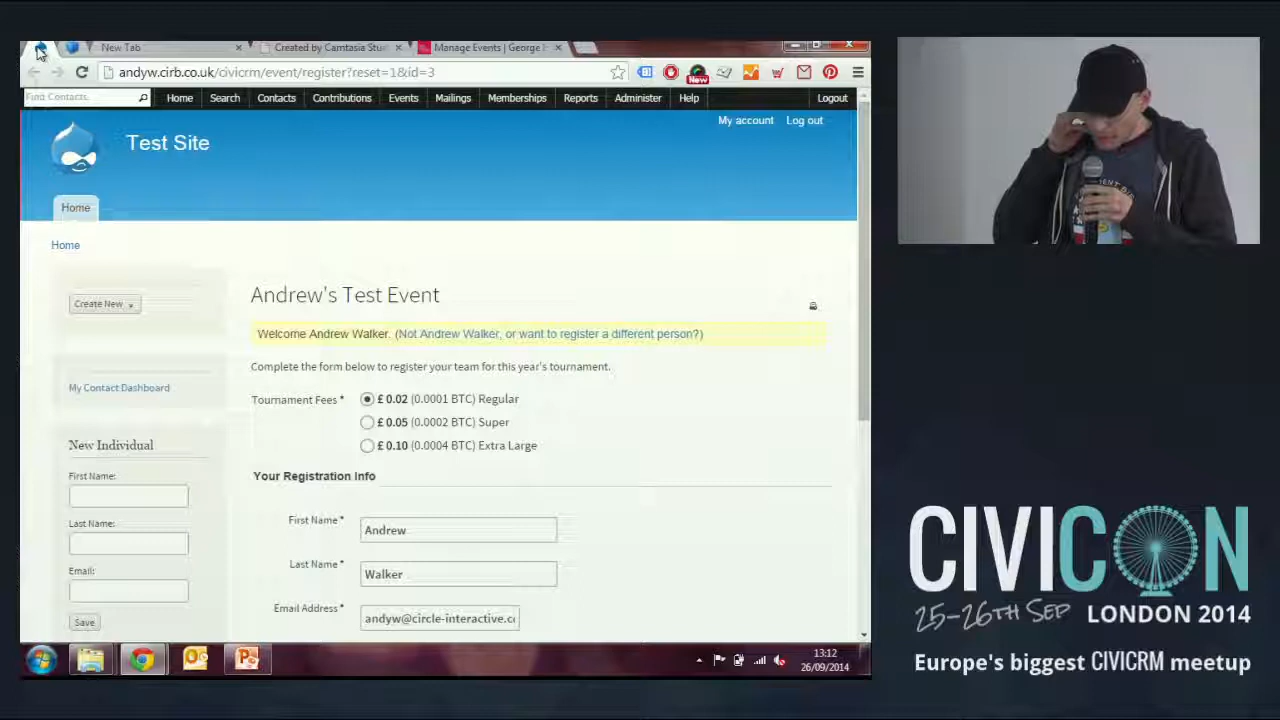 New Tab
Created by Camtasia Stu
Manage Events | George
andyw.cirb.co.uk/civicrm/event/register?reset=1&id=3
New
Find Contacts
Home Search Contacts Contributions Events Mailings Memberships Reports Administer Help Logout
My account Log out
Test Site
Home
Home
Create New
Andrew's Test Event
Welcome Andrew Walker. (Not Andrew Walker, or want to register a different person?)
Complete the form below to register your team for this year's tournament.
My Contact Dashboard
Tournament Fees *
£ 0.02 (0.0001 BTC) Regular
£ 0.05 (0.0002 BTC) Super
£ 0.10 (0.0004 BTC) Extra Large
New Individual
Your Registration Info
First Name:
Last Name:
Email:
Save
First Name * Andrew
Last Name * Walker
Email Address * andyw@circle-interactive.c
13:12
26/09/2014
CIVICON
25-26TH SEP LONDON 2014
Europe's biggest CIVICRM meetup